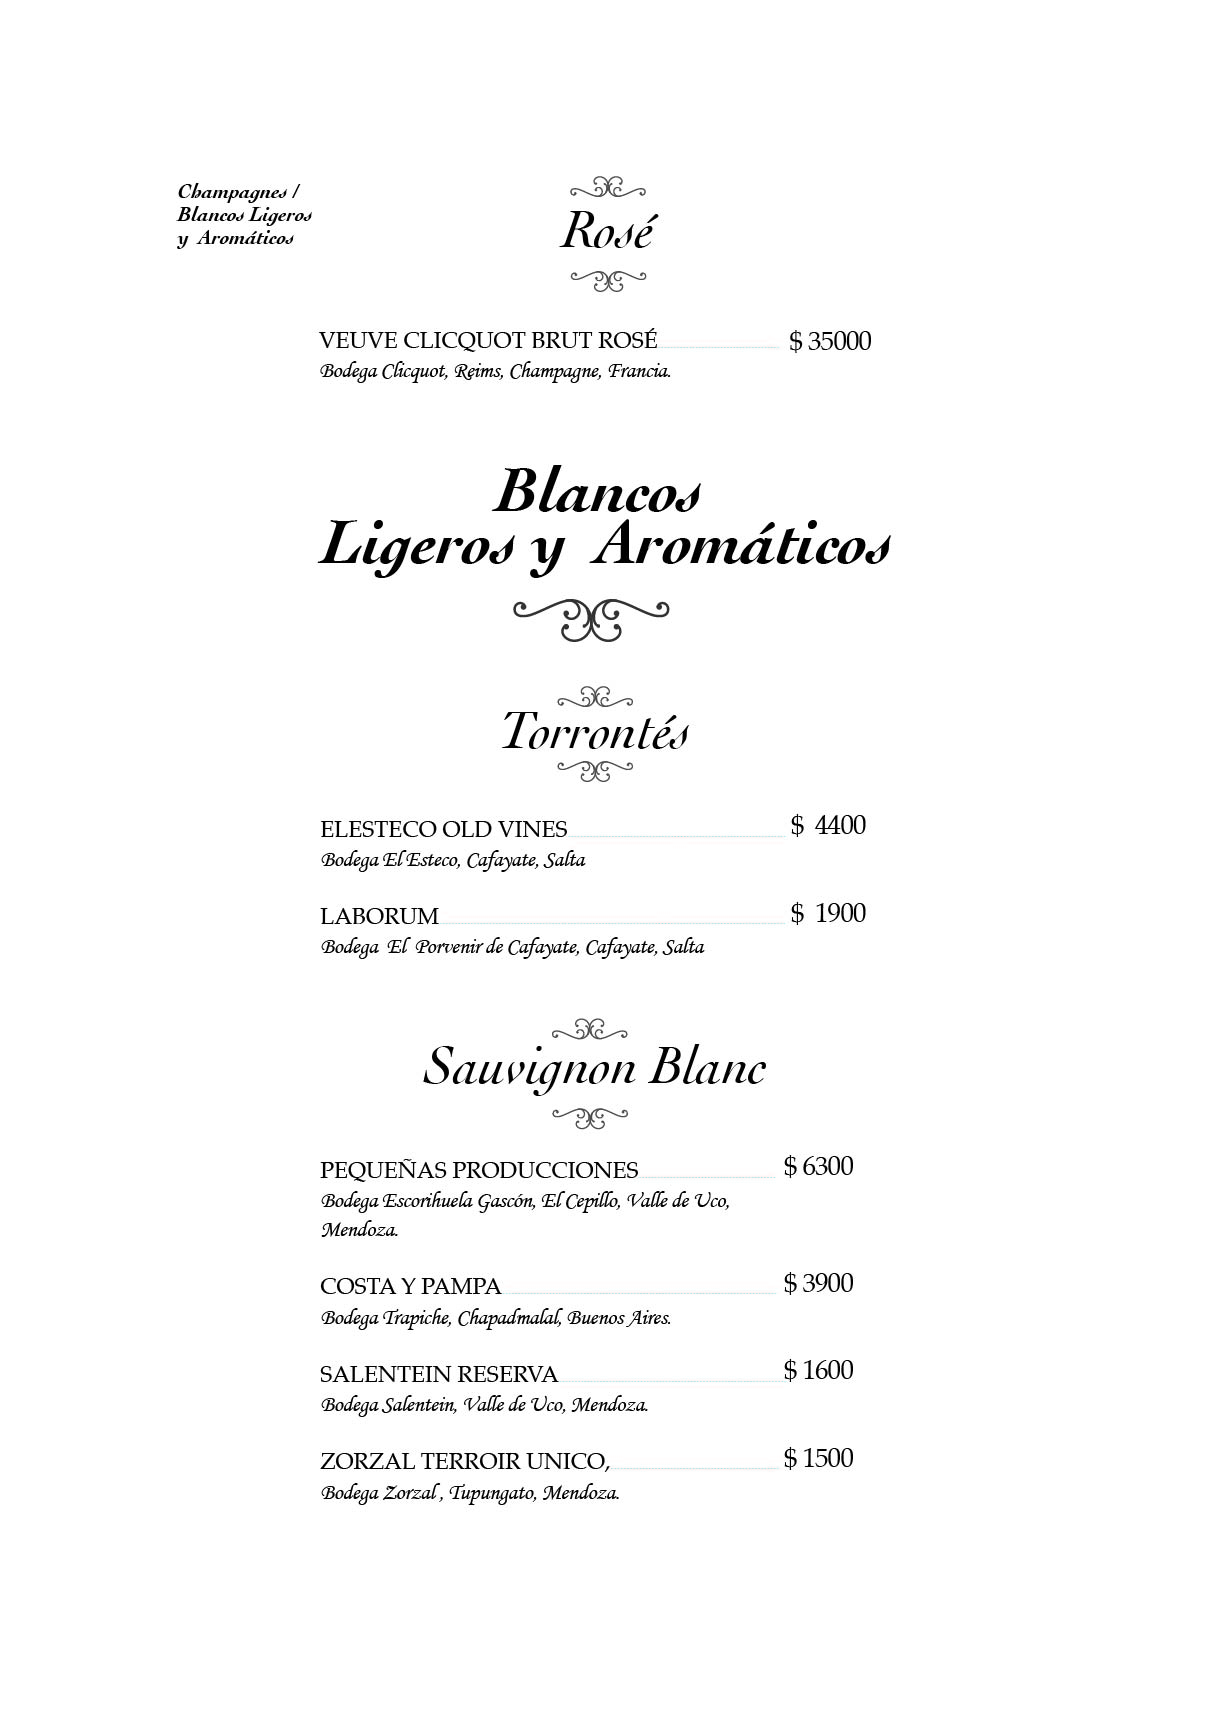 Champagnes /
Blancos Ligeros
y Aromáticos
Rosé
VEUVE CLICQUOT BRUT ROSÉ $ 35000
Bodega Clicquot, Reims, Champagne, Francia.
Blancos
Ligeros y Aromáticos
Torrontés
ELESTECO OLD VINES $ 4400
Bodega El Esteco, Cafayate, Salta
LABORUM $ 1900
Bodega El Porvenir de Cafayate, Cafayate, Salta
Sauvignon Blanc
PEQUEÑAS PRODUCCIONES $ 6300
Bodega Escorihuela Gascón, El Cepillo, Valle de Uco,
Mendoza.
COSTA Y PAMPA $ 3900
Bodega Trapiche, Chapadmalal, Buenos Aires.
SALENTEIN RESERVA $ 1600
Bodega Salentein, Valle de Uco, Mendoza.
ZORZAL TERROIR UNICO, $ 1500
Bodega Zorzal , Tupungato, Mendoza.